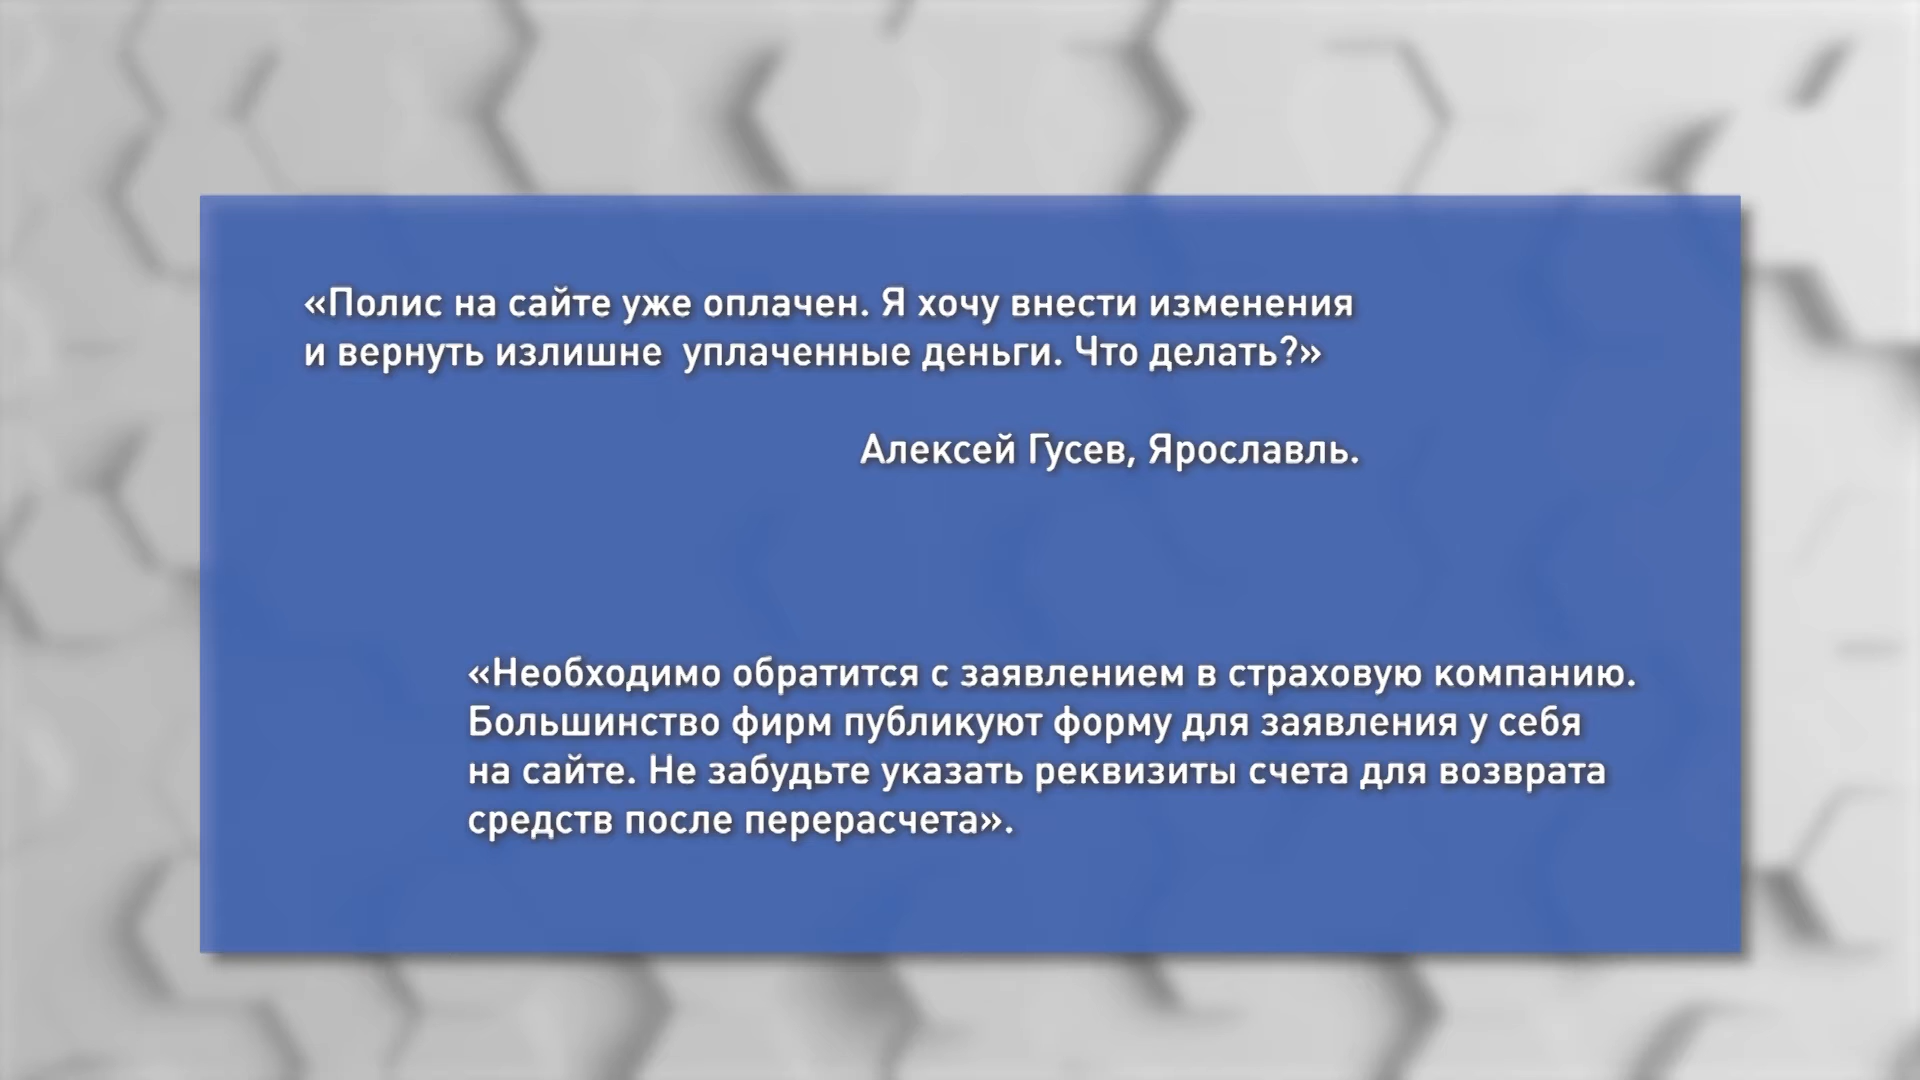 «Полис на сайте уже оплачен. Я хочу внести изменения
и вернуть излишне  уплаченные деньги. Что делать?»
Алексей Гусев, Ярославль.
«Необходимо обратится с заявлением в страховую компанию.
Большинство фирм публикуют форму для заявления у себя
на сайте. Не забудьте указать реквизиты счета для возврата
средств после перерасчета».